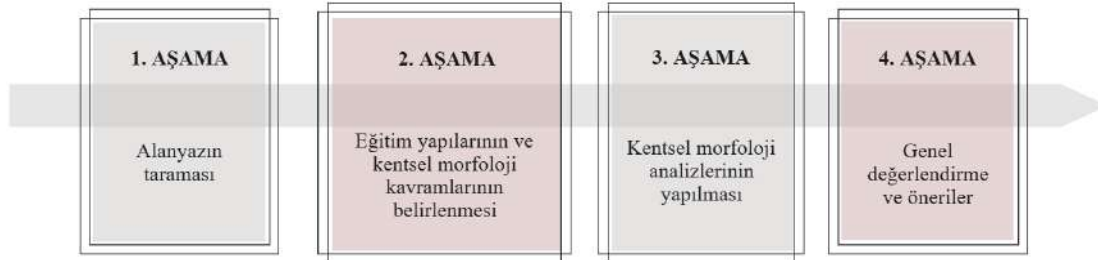 1. AŞAMA
Alanyazın
taraması
2. AŞAMA
Eğitim yapılarının ve
kentsel morfoloji
kavramlarının
belirlenmesi
3. AŞAMA
Kentsel morfoloji
analizlerinin
yapılması
4. AŞAMA
Genel
değerlendirme
ve öneriler